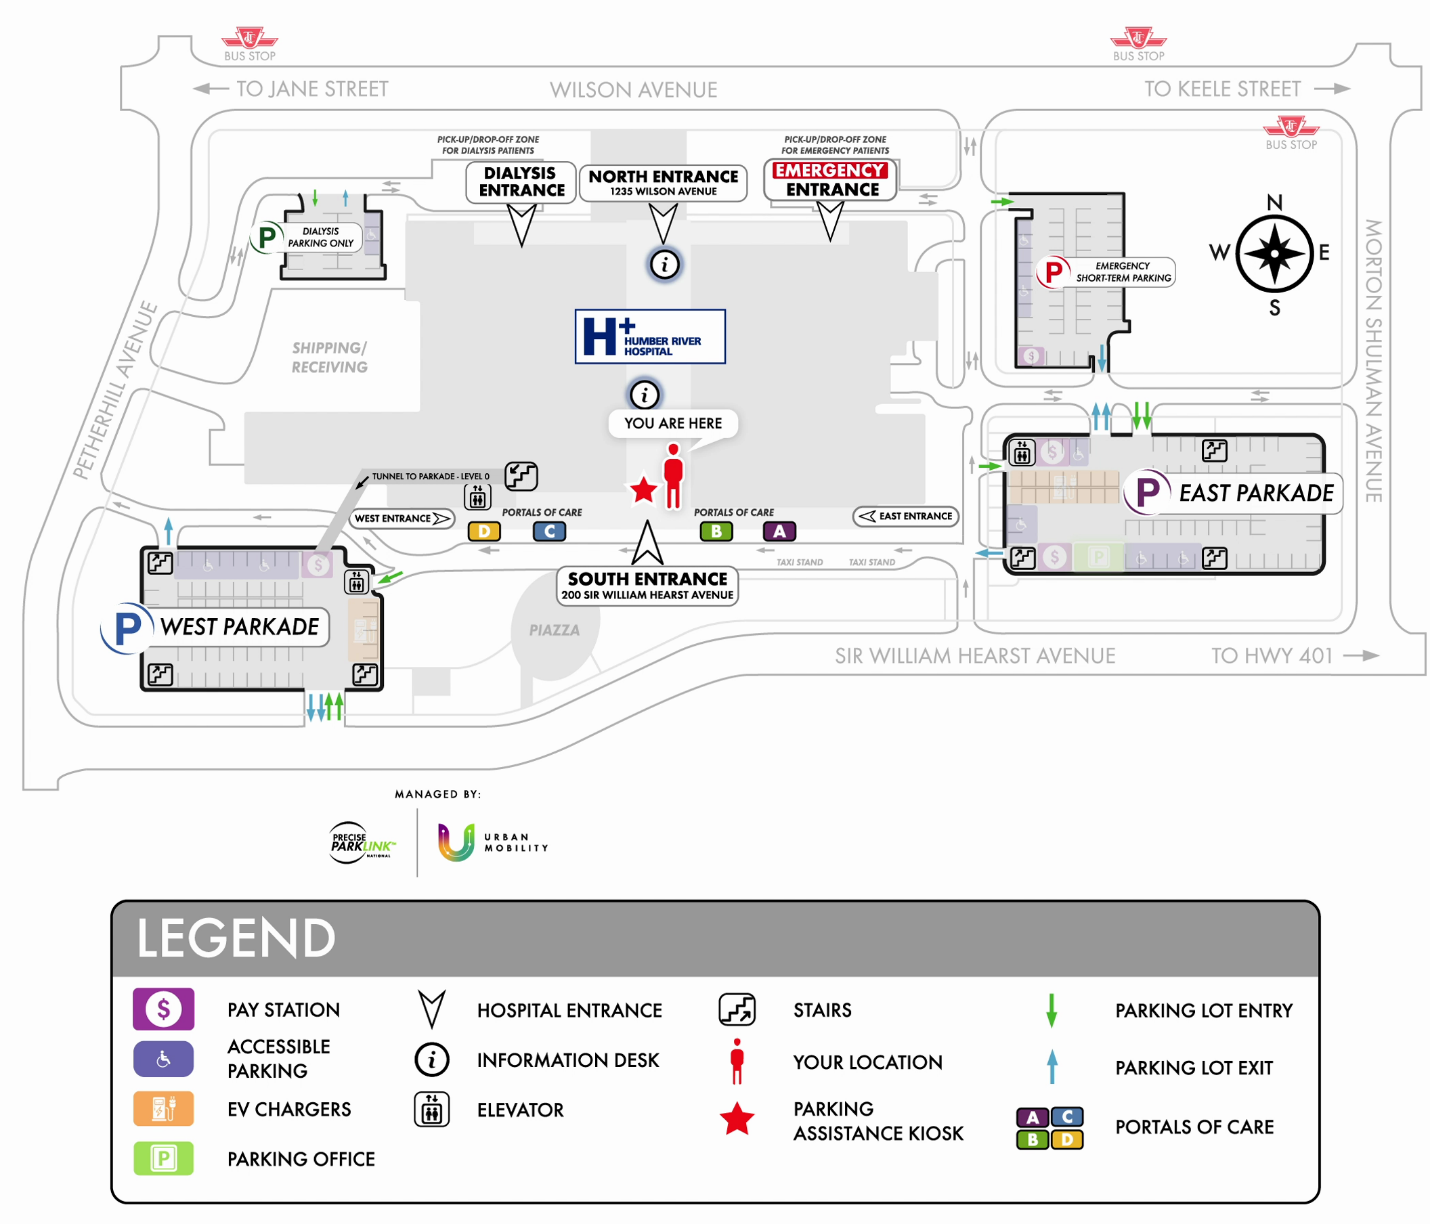 BUS STOP
BUS STOP
TO JANE STREET
WILSON AVENUE
TO KEELE STREET
BUS STOP
PICK-UP/DROP-OFF ZONE
FOR DIALYSIS PATIENTS
PICK-UP/DROP-OFF ZONE
FOR EMERGENCY PATIENTS
DIALYSIS
ENTRANCE
NORTH ENTRANCE
1235 WILSON AVENUE
EMERGENCY
ENTRANCE
N
W
E
S
P
DIALYSIS
PARKING ONLY
i
P
EMERGENCY
SHORT-TERM PARKING
$
H+
HUMBER RIVER
HOSPITAL
SHIPPING/
RECEIVING
PETHERHILL AVENUE
MORTON SHULMAN AVENUE
i
YOU ARE HERE
TUNNEL TO PARKADE - LEVEL 0
WEST ENTRANCE
PORTALS OF CARE
D
C
PORTALS OF CARE
B
A
EAST ENTRANCE
$
P
EAST PARKADE
$
P
TAXI STAND
TAXI STAND
SOUTH ENTRANCE
200 SIR WILLIAM HEARST AVENUE
$
P
WEST PARKADE
PIAZZA
SIR WILLIAM HEARST AVENUE
TO HWY 401
MANAGED BY:
PRECISE
PARKLINK™
NATIONAL
URBAN
MOBILITY
LEGEND
$
PAY STATION
ACCESSIBLE
PARKING
EV CHARGERS
P
PARKING OFFICE
HOSPITAL ENTRANCE
i
INFORMATION DESK
ELEVATOR
STAIRS
YOUR LOCATION
PARKING
ASSISTANCE KIOSK
PARKING LOT ENTRY
PARKING LOT EXIT
A
C
B
D
PORTALS OF CARE